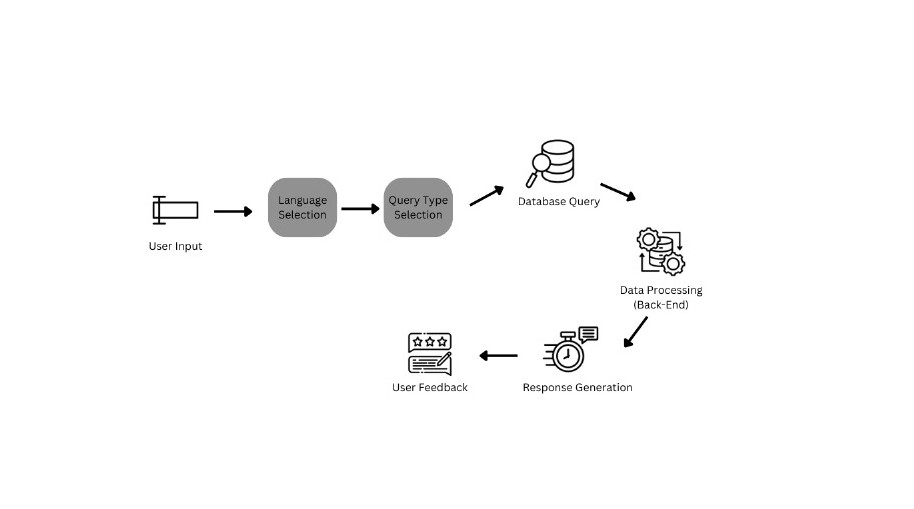 User Input
Language
Selection
Query Type
Selection
Database Query
Data Processing
(Back-End)
Response Generation
User Feedback